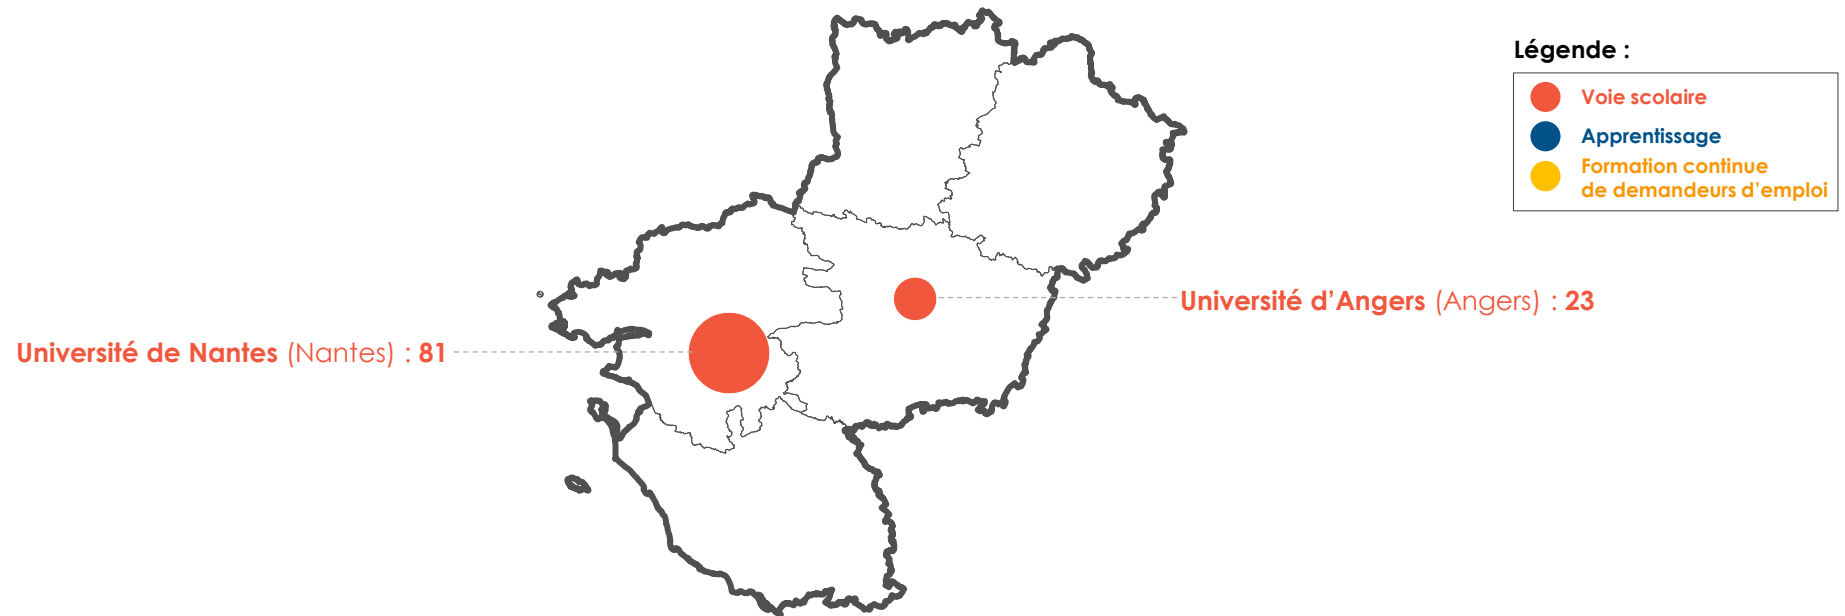 Légende :
Voie scolaire
Apprentissage
Formation continue
de demandeurs d’emploi
Université d’Angers (Angers) : 23
Université de Nantes (Nantes) : 81